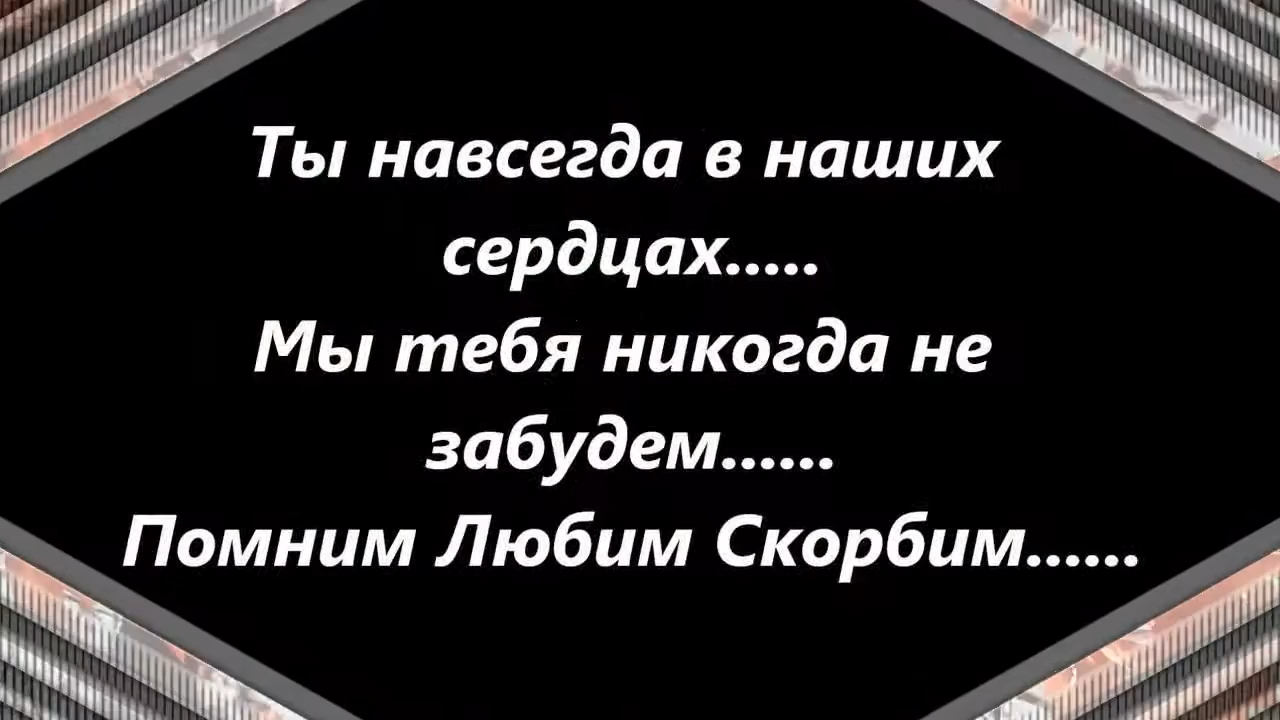 Ты навсегда в наших
сердцах.....
Мы тебя никогда не
забудем......
Помним Любим Скорбим......